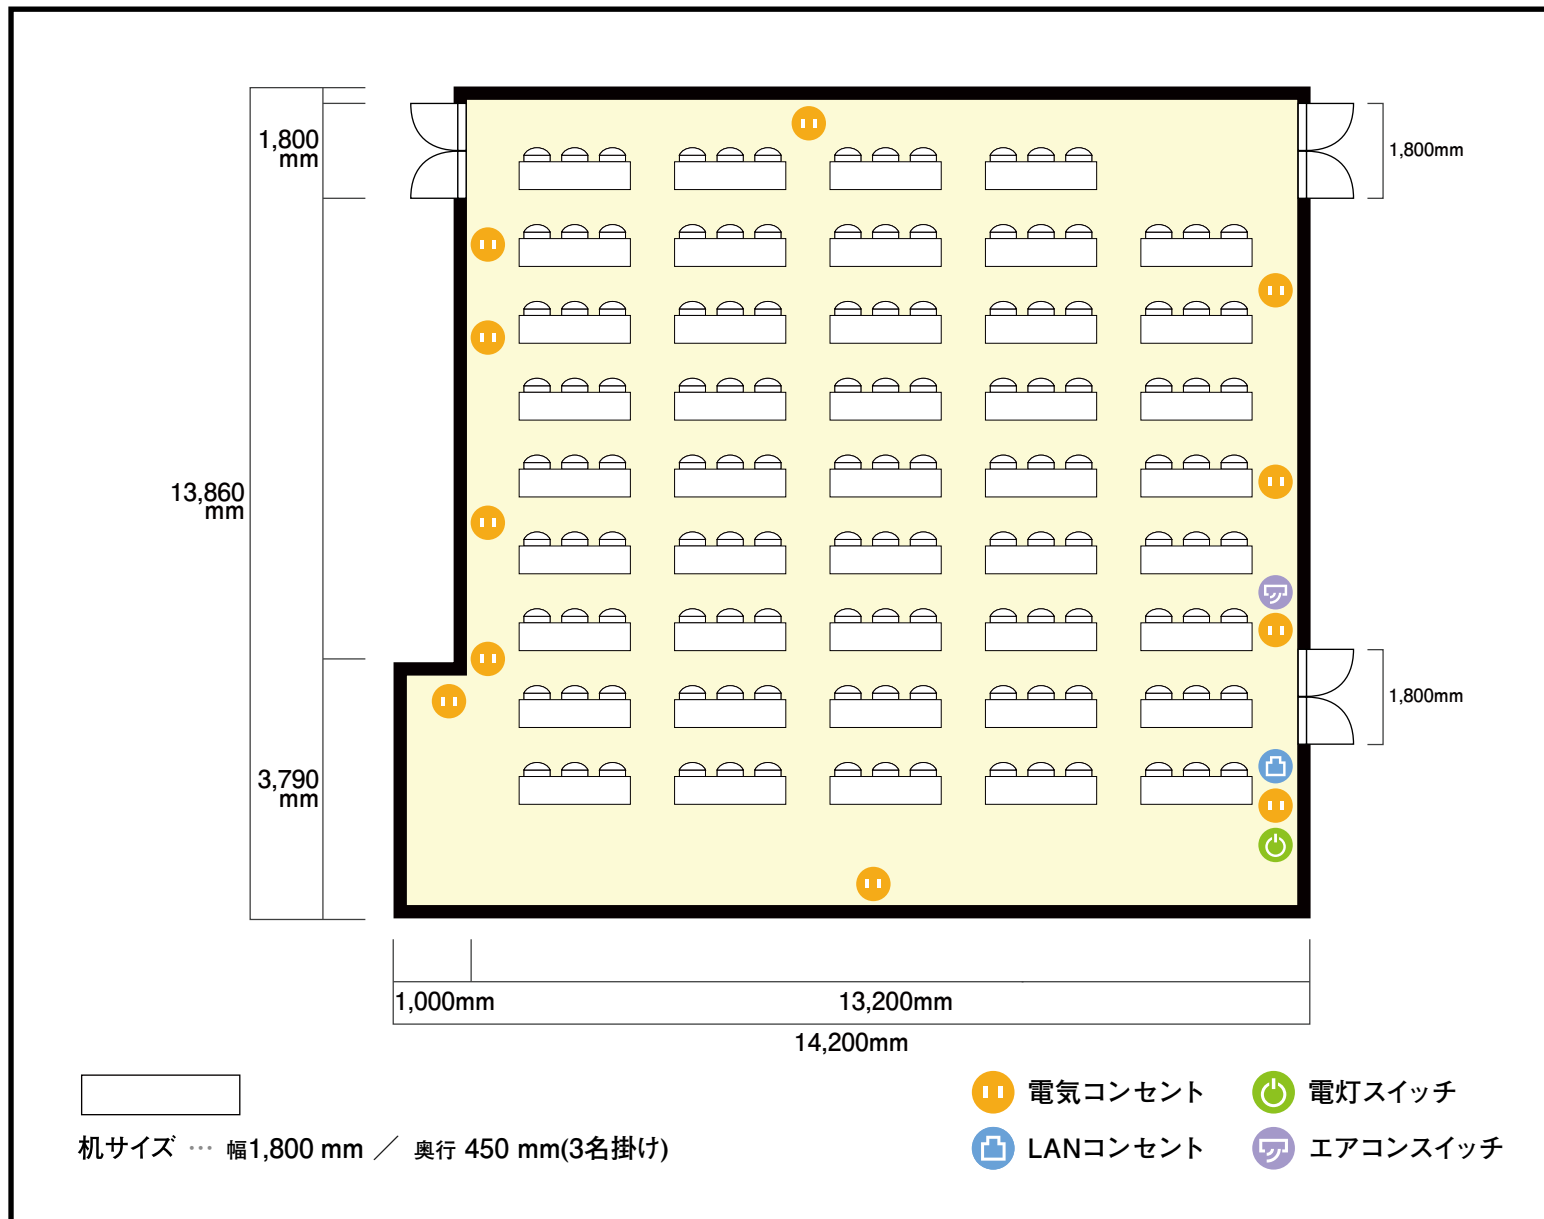 1,800
mm
1,800mm
13,860
mm
1,800mm
3,790
mm
1,000mm
13,200mm
14,200mm
電気コンセント
電灯スイッチ
机サイズ … 幅1,800 mm ／ 奥行 450 mm(3名掛け)
LANコンセント
エアコンスイッチ